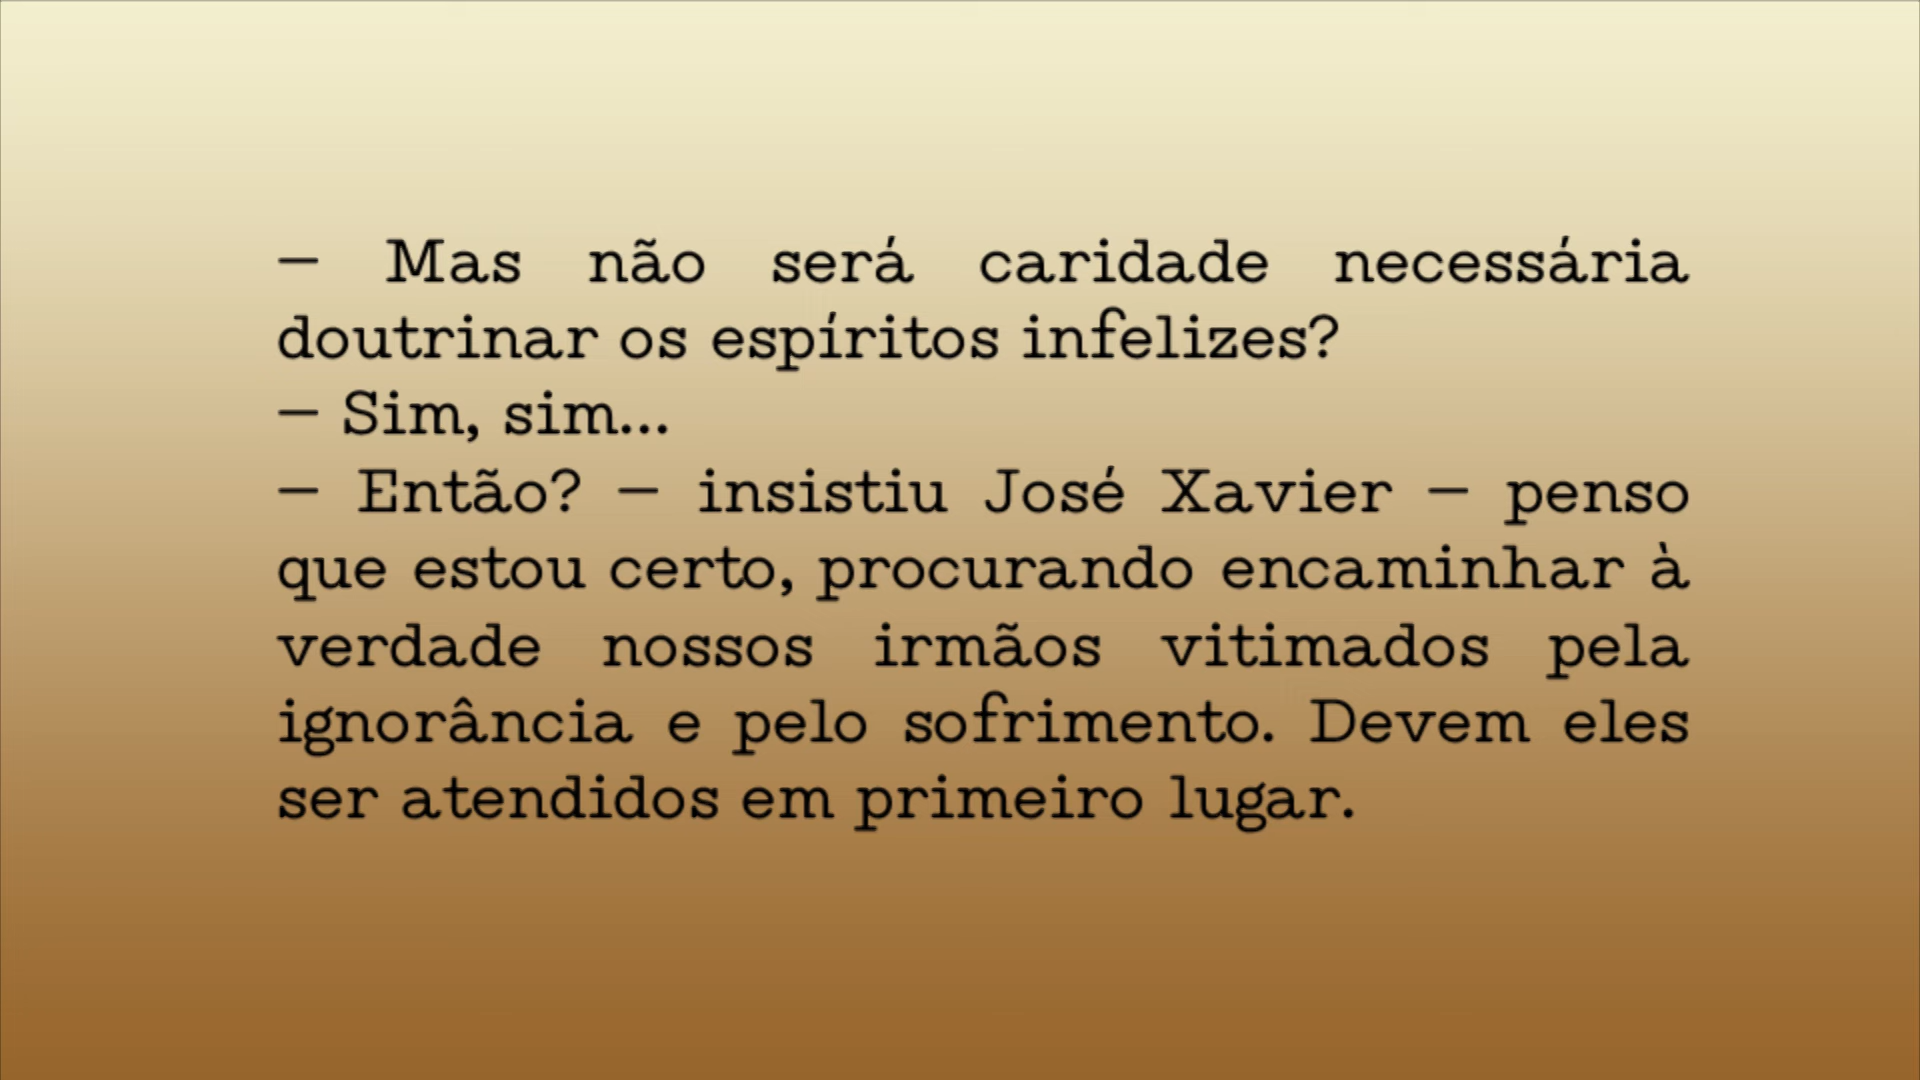 – Mas não será caridade necessária
doutrinar os espíritos infelizes?
– Sim, sim...
– Então? – insistiu José Xavier – penso
que estou certo, procurando encaminhar à
verdade nossos irmãos vitimados pela
ignorância e pelo sofrimento. Devem eles
ser atendidos em primeiro lugar.